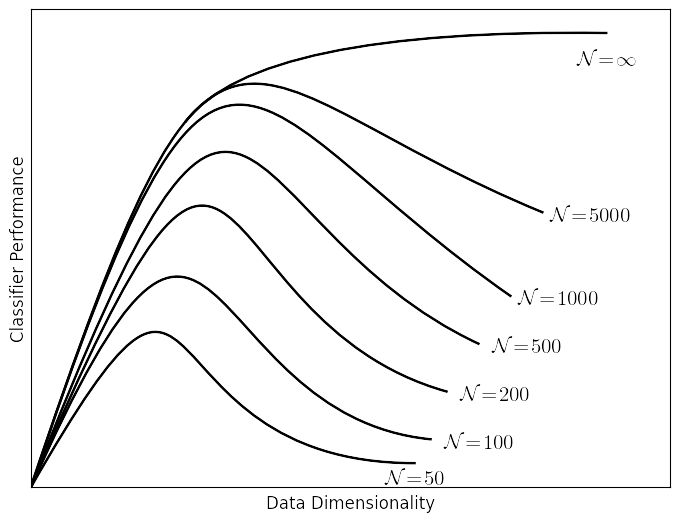 𝒩=∞
𝒩=5000
𝒩=1000
𝒩=500
𝒩=200
𝒩=100
𝒩=50
Classifier Performance
Data Dimensionality